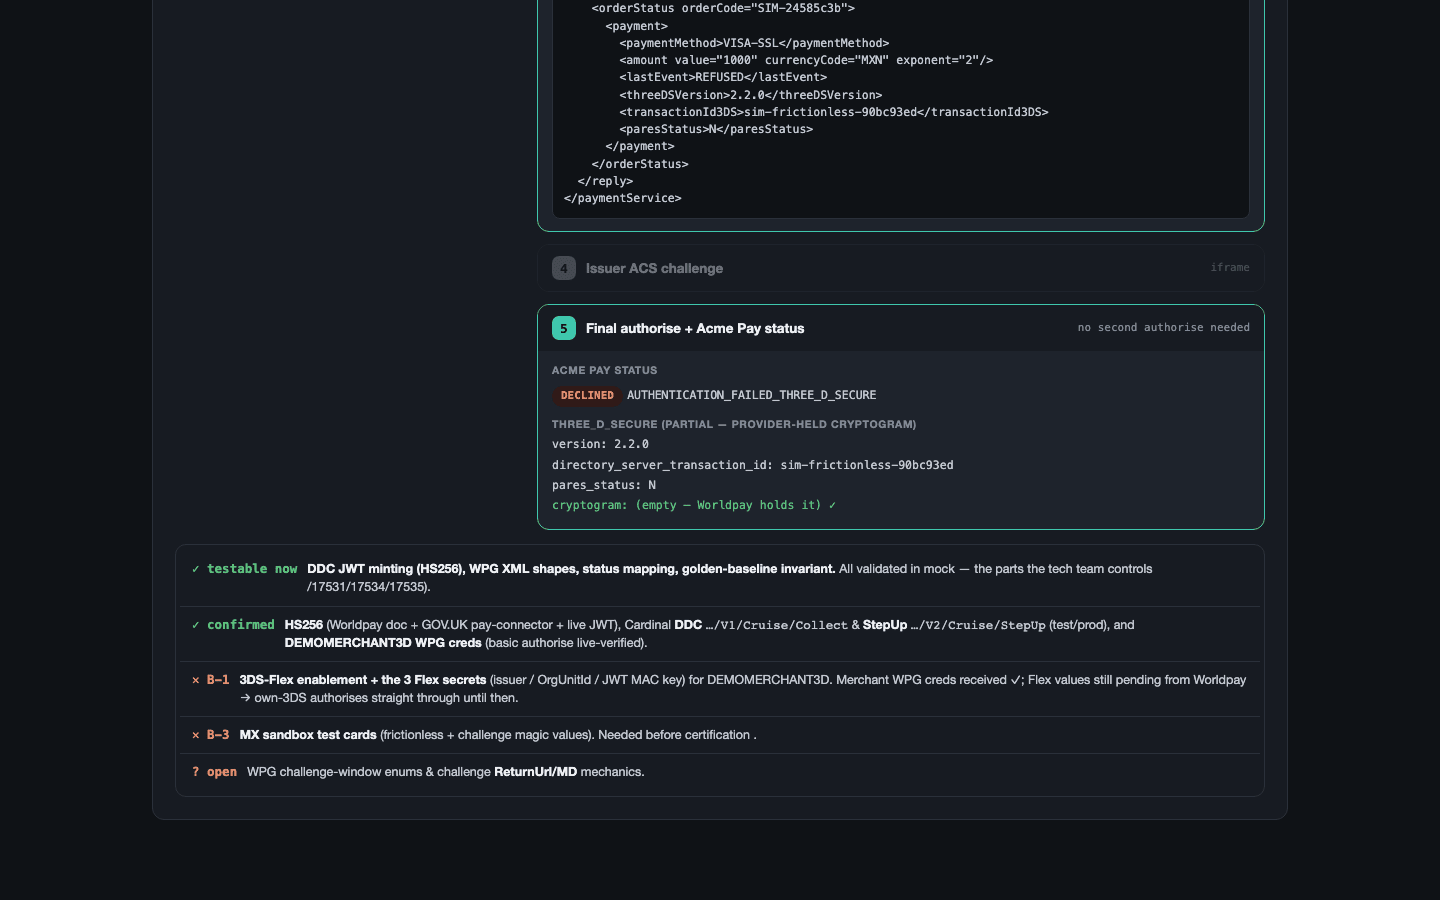 <orderStatus orderCode="SIM-24585c3b">
<payment>
<paymentMethod>VISA-SSL</paymentMethod>
<amount value="1000" currencyCode="MXN" exponent="2"/>
<lastEvent>REFUSED</lastEvent>
<threeDSVersion>2.2.0</threeDSVersion>
<transactionId3DS>sim-frictionless-90bc93ed</transactionId3DS>
<paresStatus>N</paresStatus>
</payment>
</orderStatus>
</reply>
</paymentService>
4 Issuer ACS challenge iframe
5 Final authorise + Acme Pay status no second authorise needed
ACME PAY STATUS
DECLINED AUTHENTICATION_FAILED_THREE_D_SECURE
THREE_D_SECURE (PARTIAL — PROVIDER-HELD CRYPTOGRAM)
version: 2.2.0
directory_server_transaction_id: sim-frictionless-90bc93ed
pares_status: N
cryptogram: (empty — Worldpay holds it) ✓
✓ testable now DDC JWT minting (HS256), WPG XML shapes, status mapping, golden-baseline invariant. All validated in mock — the parts the tech team controls
/17531/17534/17535).
✓ confirmed HS256 (Worldpay doc + GOV.UK pay-connector + live JWT), Cardinal DDC …/V1/Cruise/Collect & StepUp …/V2/Cruise/StepUp (test/prod), and
DEMOMERCHANT3D WPG creds (basic authorise live-verified).
× B-1 3DS-Flex enablement + the 3 Flex secrets (issuer / OrgUnitId / JWT MAC key) for DEMOMERCHANT3D. Merchant WPG creds received ✓; Flex values still pending from Worldpay
→ own-3DS authorises straight through until then.
× B-3 MX sandbox test cards (frictionless + challenge magic values). Needed before certification .
? open WPG challenge-window enums & challenge ReturnUrl/MD mechanics.